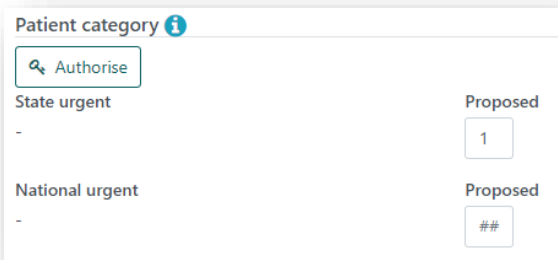 Patient category
Authorise
State urgent Proposed
- 1
National urgent Proposed
- ##